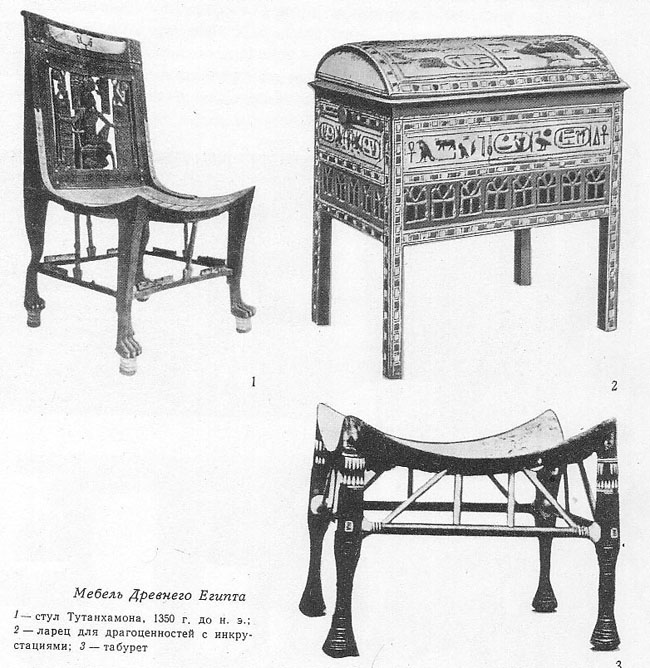 1
2
3
Мебель Древнего Египта
1 — стул Тутанхамона, 1350 г. до н. э.;
2 — ларец для драгоценностей с инкру-
стациями; 3 — табурет